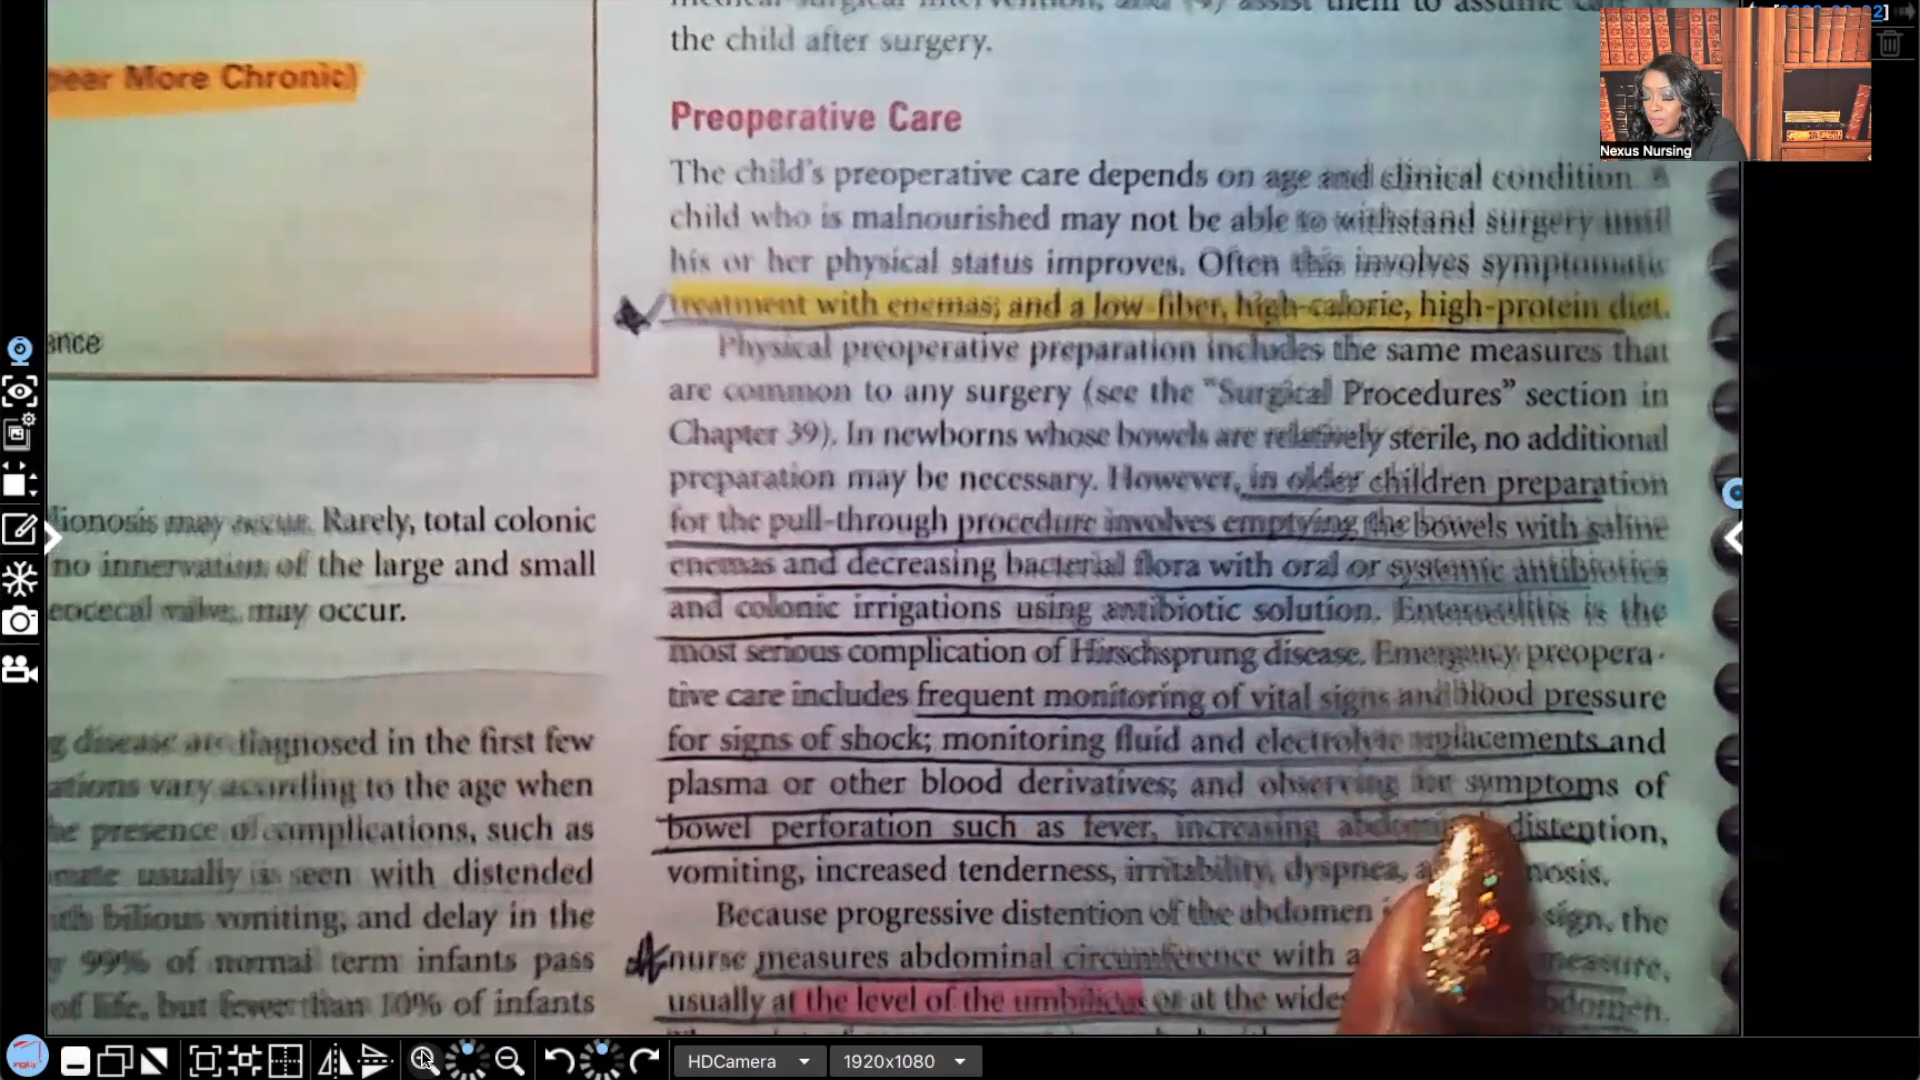 the child after surgery.
Preoperative Care
The child's preoperative care depends on age and clinical condition. A
child who is malnourished may not be able to withstand surgery until
his or her physical status improves. Often this involves symptomatic
treatment with enemas; and a low-fiber, high-calorie, high-protein diet.
Physical preoperative preparation includes the same measures that
are common to any surgery (see the "Surgical Procedures" section in
Chapter 39). In newborns whose bowels are relatively sterile, no additional
preparation may be necessary. However, in older children preparation
for the pull-through procedure involves emptying the bowels with saline
enemas and decreasing bacterial flora with oral or systemic antibiotics
and colonic irrigations using antibiotic solution. Enterocolitis is the
most serious complication of Hirschsprung disease. Emergency preopera-
tive care includes frequent monitoring of vital signs and blood pressure
for signs of shock; monitoring fluid and electrolyte replacements and
plasma or other blood derivatives; and observing for symptoms of
bowel perforation such as fever, increasing abdominal distention,
vomiting, increased tenderness, irritability, dyspnea,
Because progressive distention of the abdomen sign, the
nurse measures abdominal circumference with a measure,
usually at the level of the umbilicus or at the
More Chronic)
may occur. Rarely, total colonic
no innervation of the large and small
valve, may occur.
disease are diagnosed in the first few
vary according to the age when
presence of complications, such as
usually is seen with distended
bilious vomiting, and delay in the
99% of normal term infants pass
of life, but fewer than 10% of infants
Nexus Nursing
HDCamera
1920x1080